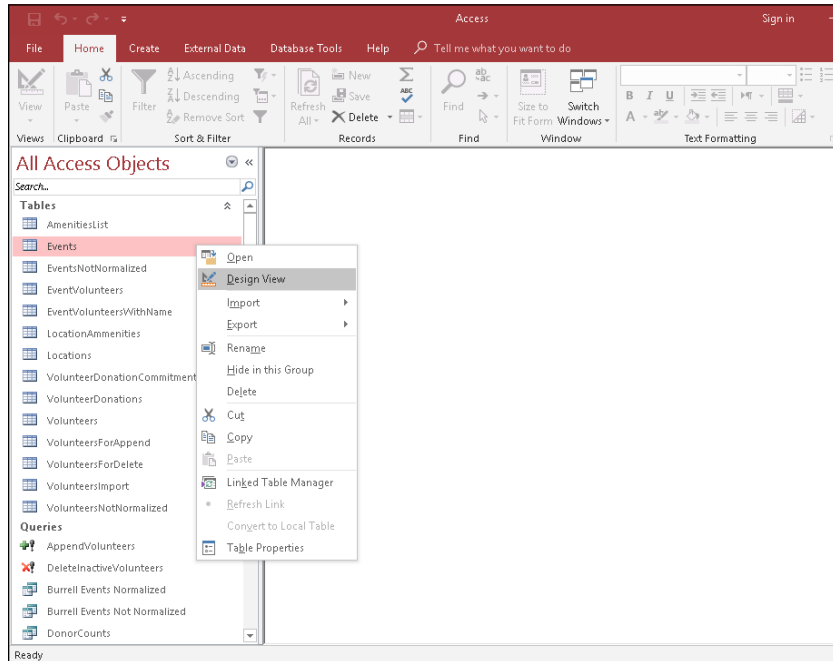 Access
Sign in
File Home Create External Data Database Tools Help Tell me what you want to do
View
Paste
Filter
Ascending
Descending
Remove Sort
Refresh
All
New
Save
Delete
Σ
ABC
Find
ab
ac
Size to
Fit Form
Switch
Windows
B I U
A
Views Clipboard Sort & Filter Records Find Window Text Formatting
All Access Objects
Search...
Tables
AmenitiesList
Events
EventsNotNormalized
EventVolunteers
EventVolunteersWithName
LocationAmmenities
Locations
VolunteerDonationCommitment
VolunteerDonations
Volunteers
VolunteersForAppend
VolunteersForDelete
VolunteersImport
VolunteersNotNormalized
Queries
AppendVolunteers
DeleteInactiveVolunteers
Burrell Events Normalized
Burrell Events Not Normalized
DonorCounts
Open
Design View
Import
Export
Rename
Hide in this Group
Delete
Cut
Copy
Paste
Linked Table Manager
Refresh Link
Convert to Local Table
Table Properties
Ready